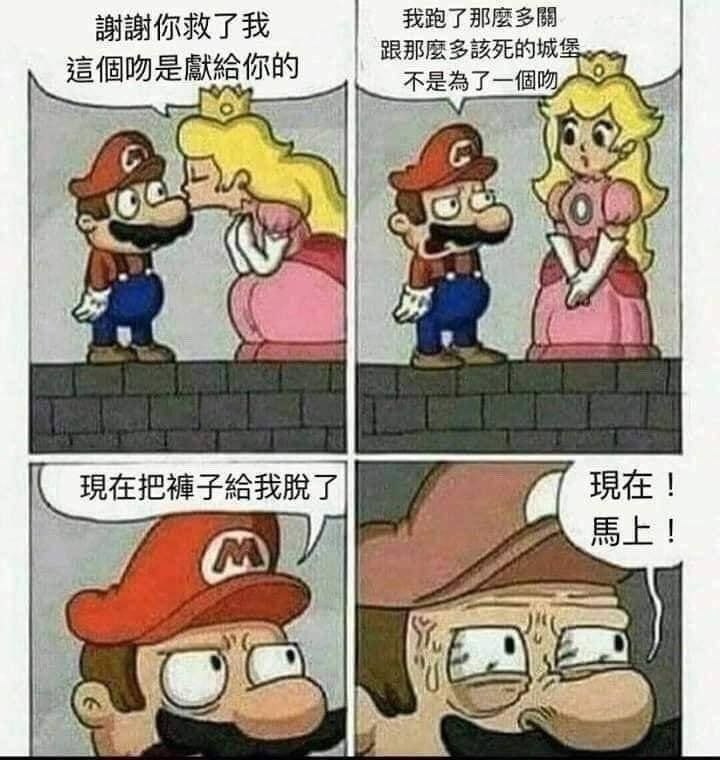 謝謝你救了我
這個吻是獻給你的
我跑了那麼多關
跟那麼多該死的城堡
不是為了一個吻
現在把褲子給我脫了
M
現在！
馬上！